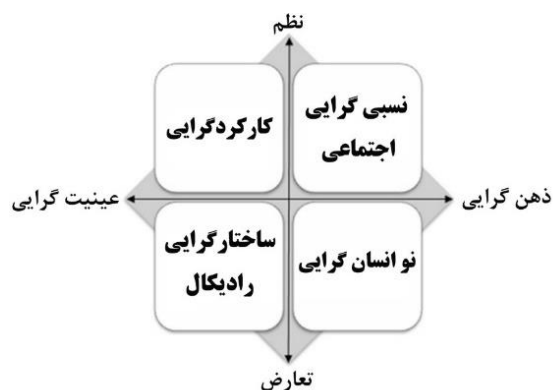 نظم
نسبی گرایی
اجتماعی
کارکردگرایی
ذهن گرایی
عینیت گرایی
نو انسان گرایی
ساختارگرایی
رادیکال
تعارض